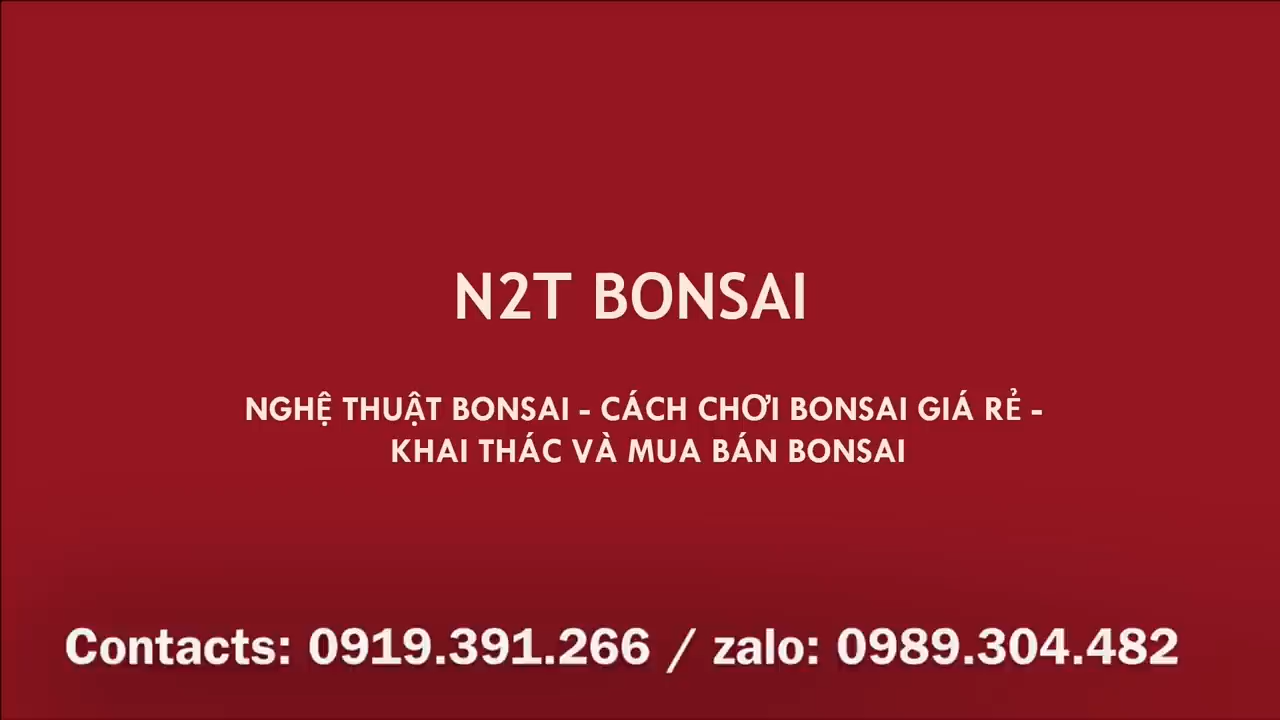 N2T BONSAI
NGHỆ THUẬT BONSAI - CÁCH CHƠI BONSAI GIÁ RẺ -
KHAI THÁC VÀ MUA BÁN BONSAI
Contacts: 0919.391.266 / zalo: 0989.304.482